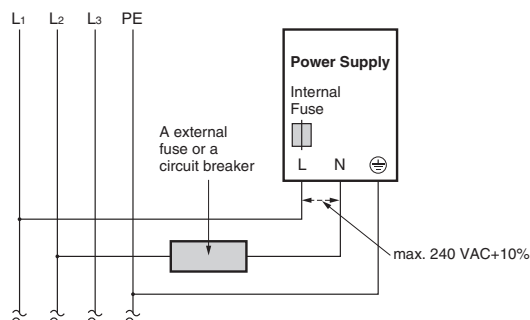 L1 L2 L3 PE
Power Supply
Internal
Fuse
A external
fuse or a
circuit breaker
L N
max. 240 VAC+10%